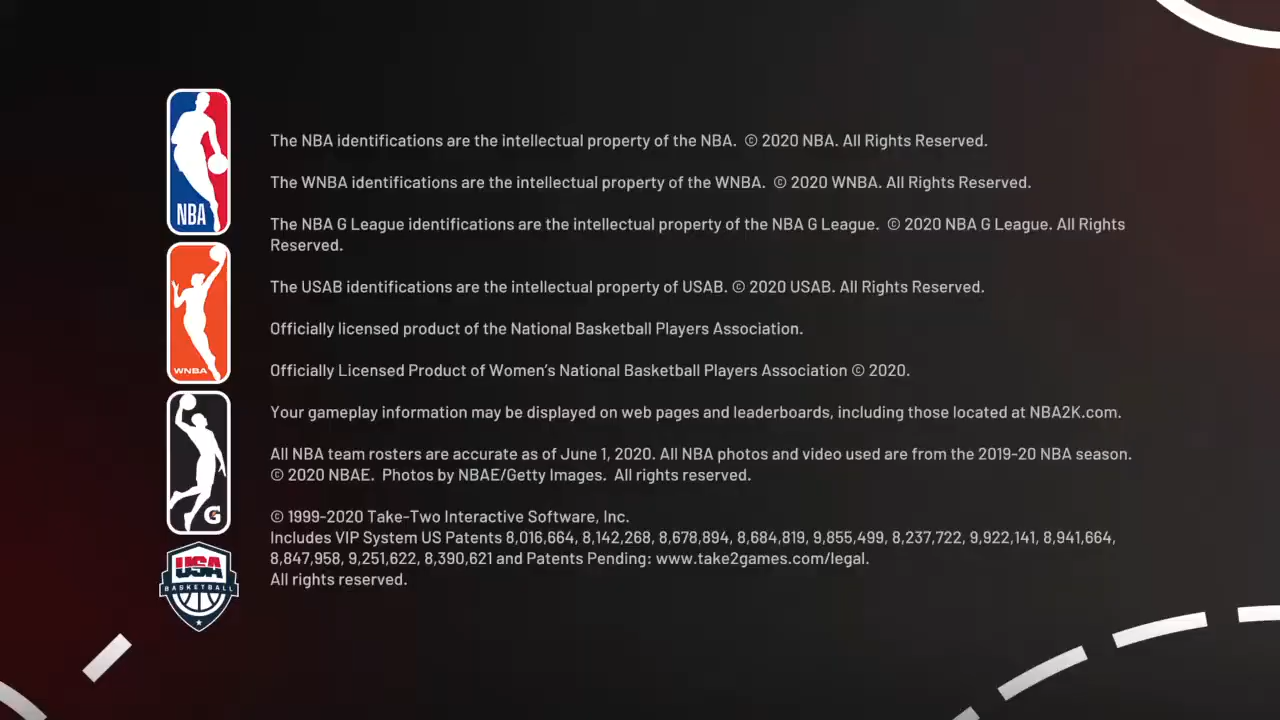 The NBA identifications are the intellectual property of the NBA.  © 2020 NBA. All Rights Reserved.
NBA
The WNBA identifications are the intellectual property of the WNBA.  © 2020 WNBA. All Rights Reserved.
The NBA G League identifications are the intellectual property of the NBA G League.  © 2020 NBA G League. All Rights
Reserved.
The USAB identifications are the intellectual property of USAB. © 2020 USAB. All Rights Reserved.
Officially licensed product of the National Basketball Players Association.
WNBA
Officially Licensed Product of Women’s National Basketball Players Association © 2020.
Your gameplay information may be displayed on web pages and leaderboards, including those located at NBA2K.com.
All NBA team rosters are accurate as of June 1, 2020. All NBA photos and video used are from the 2019-20 NBA season.
© 2020 NBAE.  Photos by NBAE/Getty Images.  All rights reserved.
G
© 1999-2020 Take-Two Interactive Software, Inc.
Includes VIP System US Patents 8,016,664, 8,142,268, 8,678,894, 8,684,819, 9,855,499, 8,237,722, 9,922,141, 8,941,664,
8,847,958, 9,251,622, 8,390,621 and Patents Pending: www.take2games.com/legal.
All rights reserved.
USA
BASKETBALL